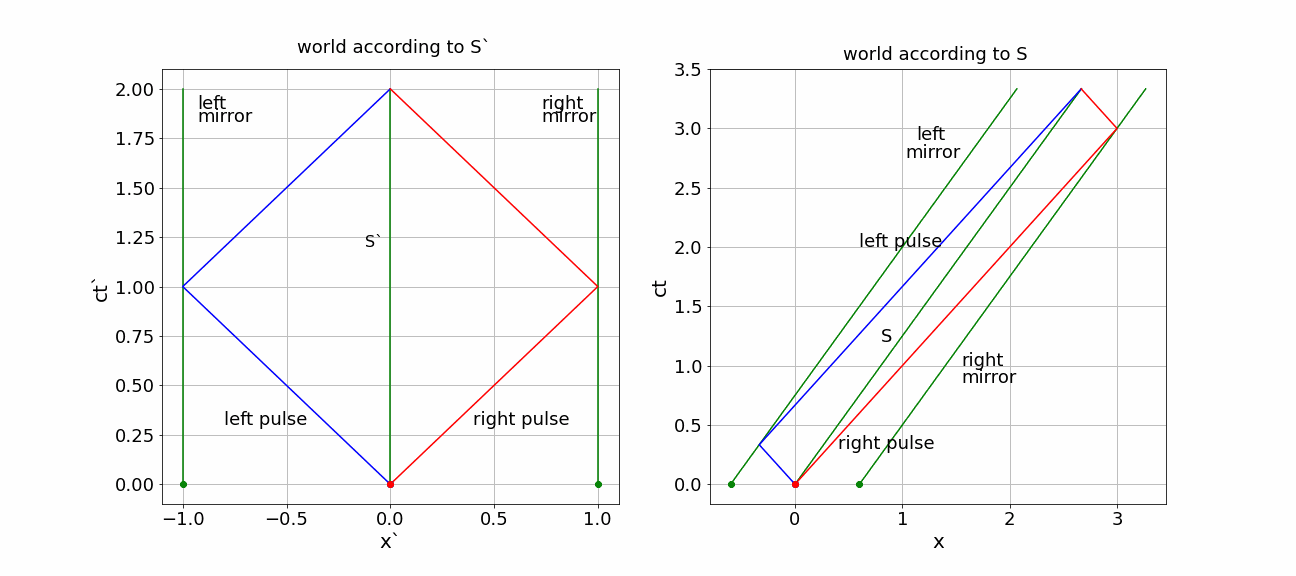 world according to S`
2.00
1.75
1.50
1.25
1.00
0.75
0.50
0.25
0.00
ct`
left
mirror
right
mirror
S`
left pulse
right pulse
−1.0
−0.5
0.0
0.5
1.0
x`
world according to S
3.5
3.0
2.5
2.0
1.5
1.0
0.5
0.0
ct
left
mirror
left pulse
S
right
mirror
right pulse
0
1
2
3
x